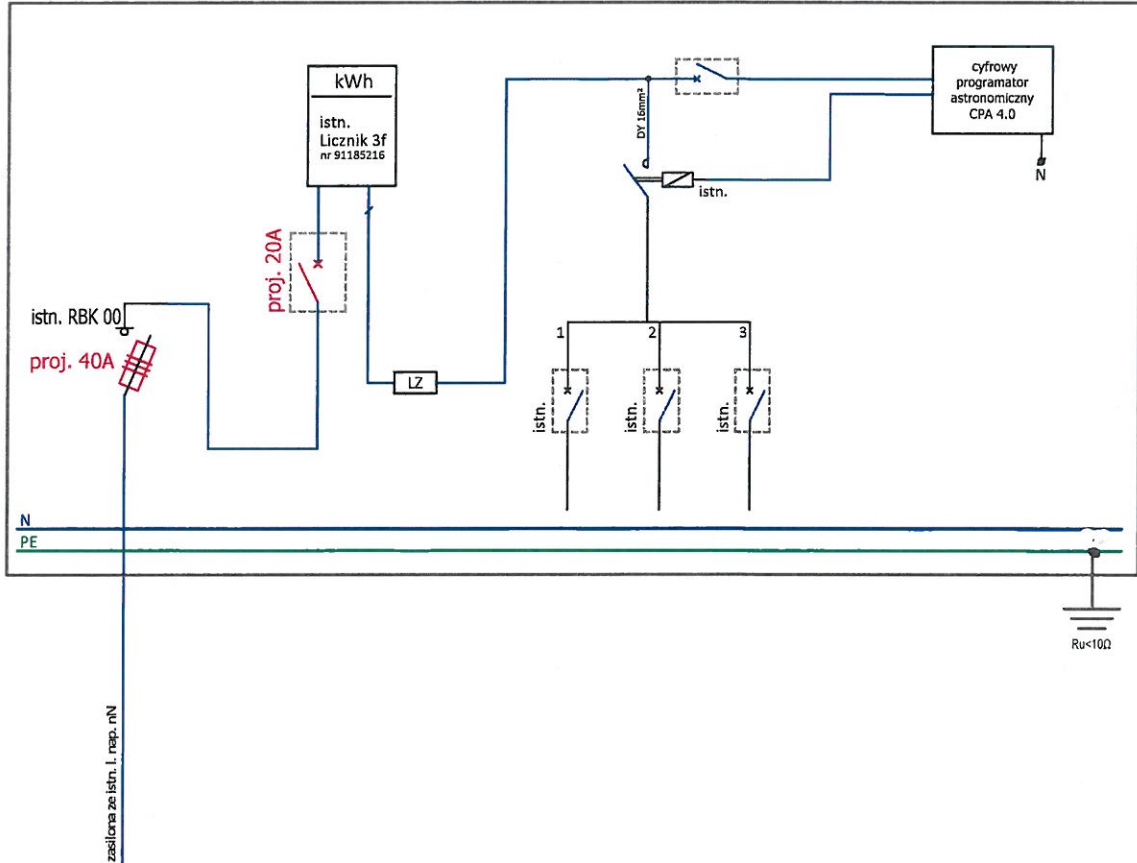 kWh
istn.
Licznik 3f
nr 91185216
cyfrowy
programator
astronomiczny
CPA 4.0
N
DY 16mm²
istn.
proj. 20A
istn. RBK 00
proj. 40A
LZ
1
2
3
istn.
istn.
istn.
N
PE
Ru<10Ω
zasilona ze istn. l. nap. nN